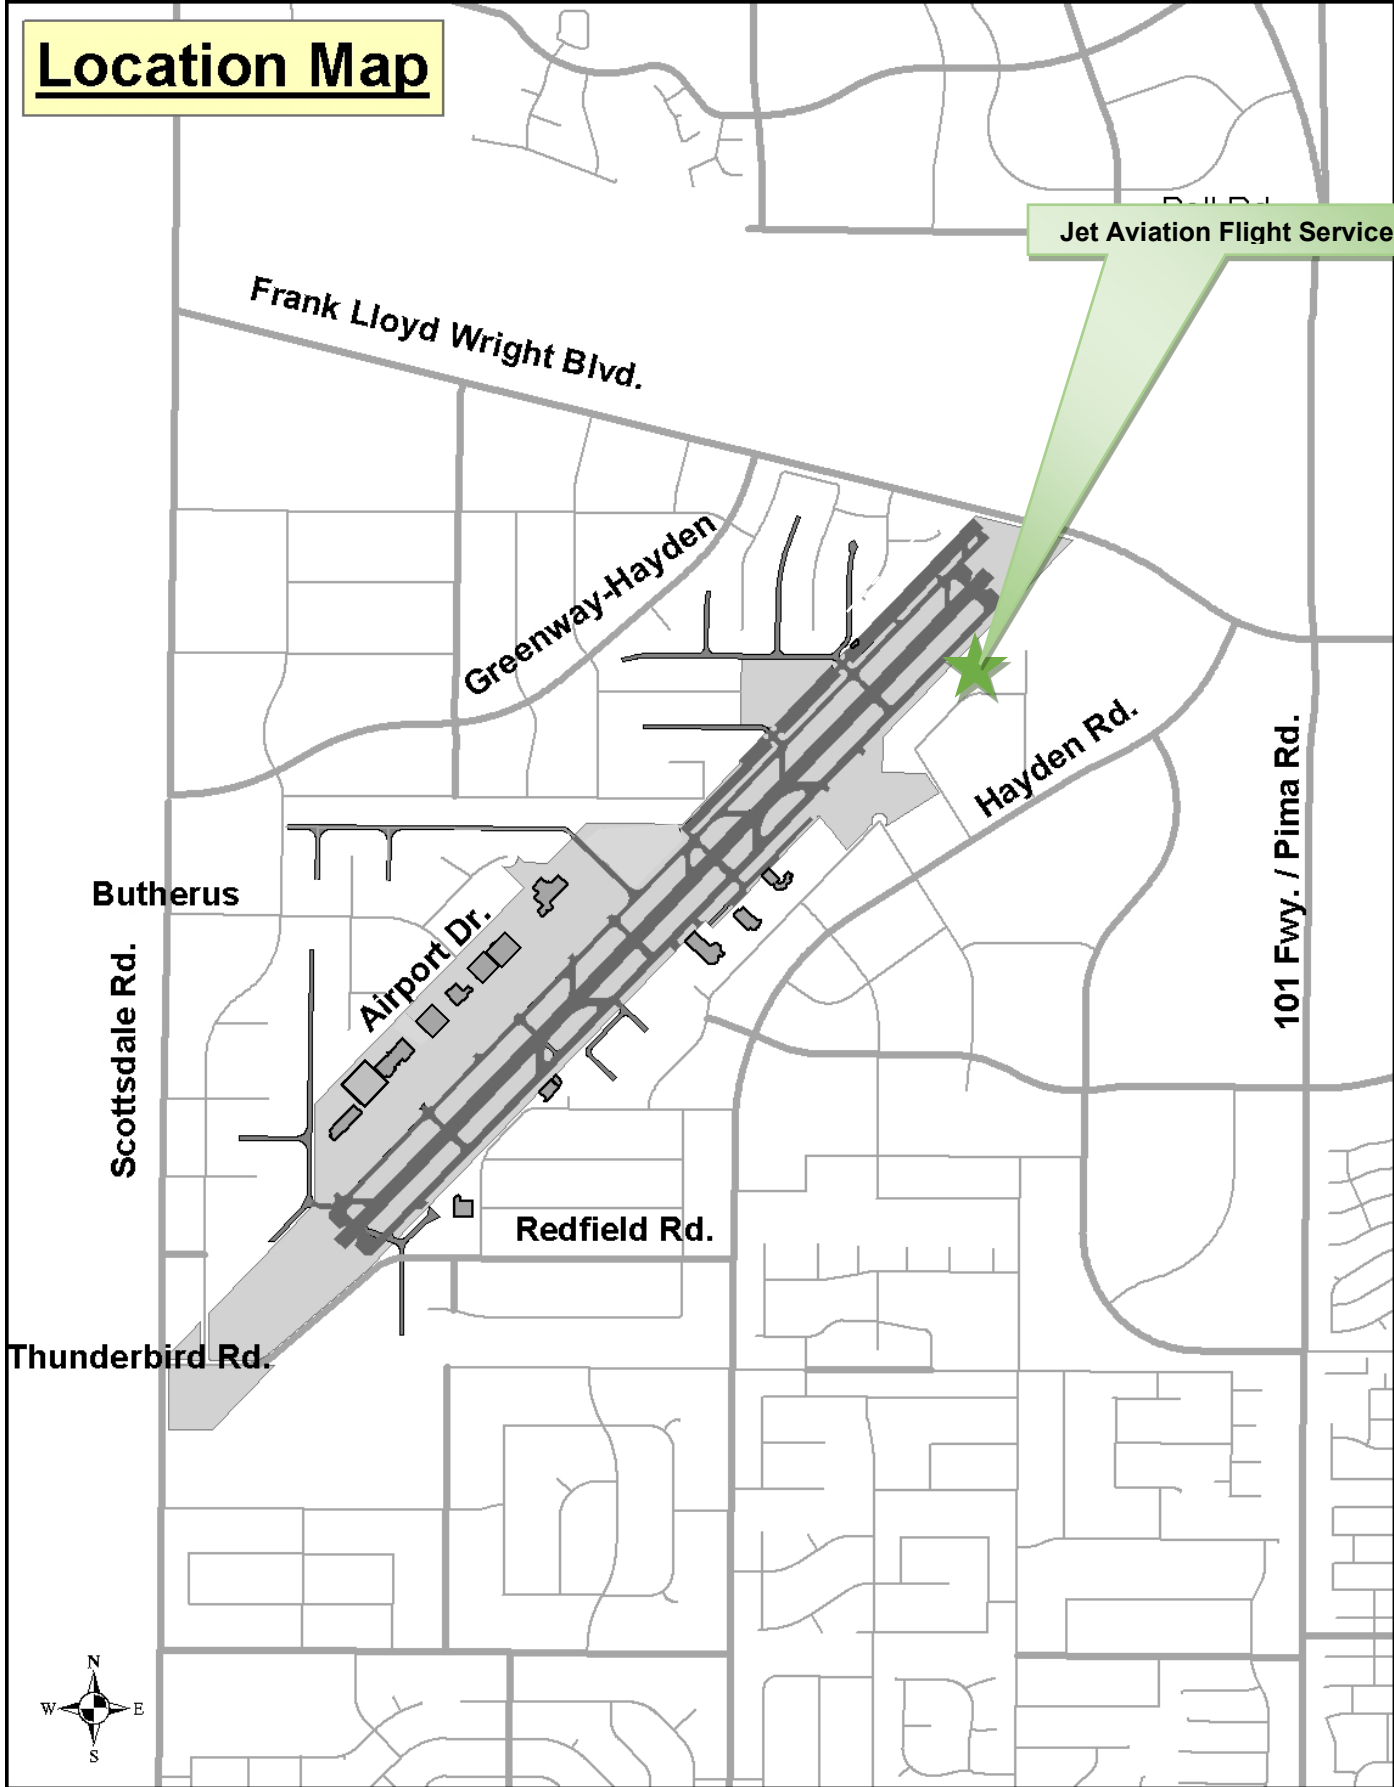 Location Map
Jet Aviation Flight Service
Frank Lloyd Wright Blvd.
Greenway-Hayden
Hayden Rd.
101 Fwy. / Pima Rd.
Butherus
Airport Dr.
Scottsdale Rd.
Redfield Rd.
Thunderbird Rd.
N
W E
S